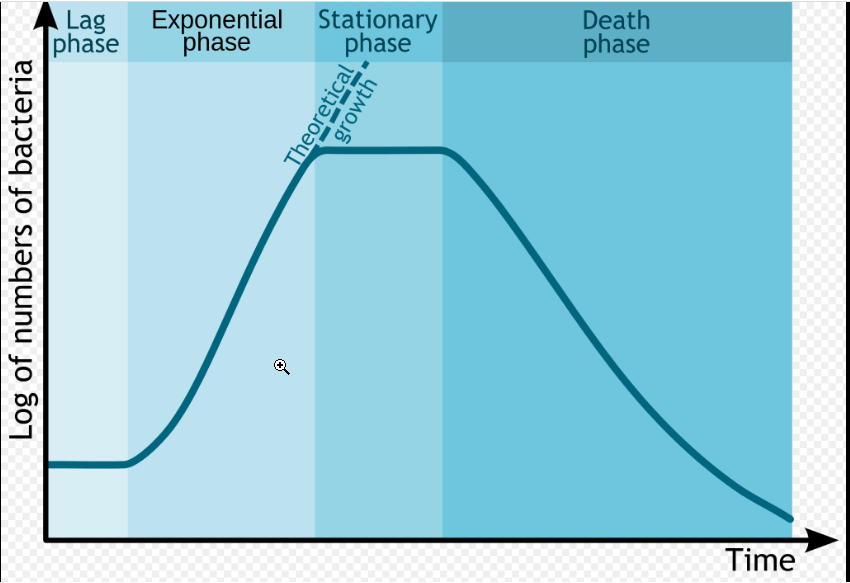 Lag
phase
Exponential
phase
Stationary
phase
Death
phase
Theoretical
growth
Log of numbers of bacteria
Time